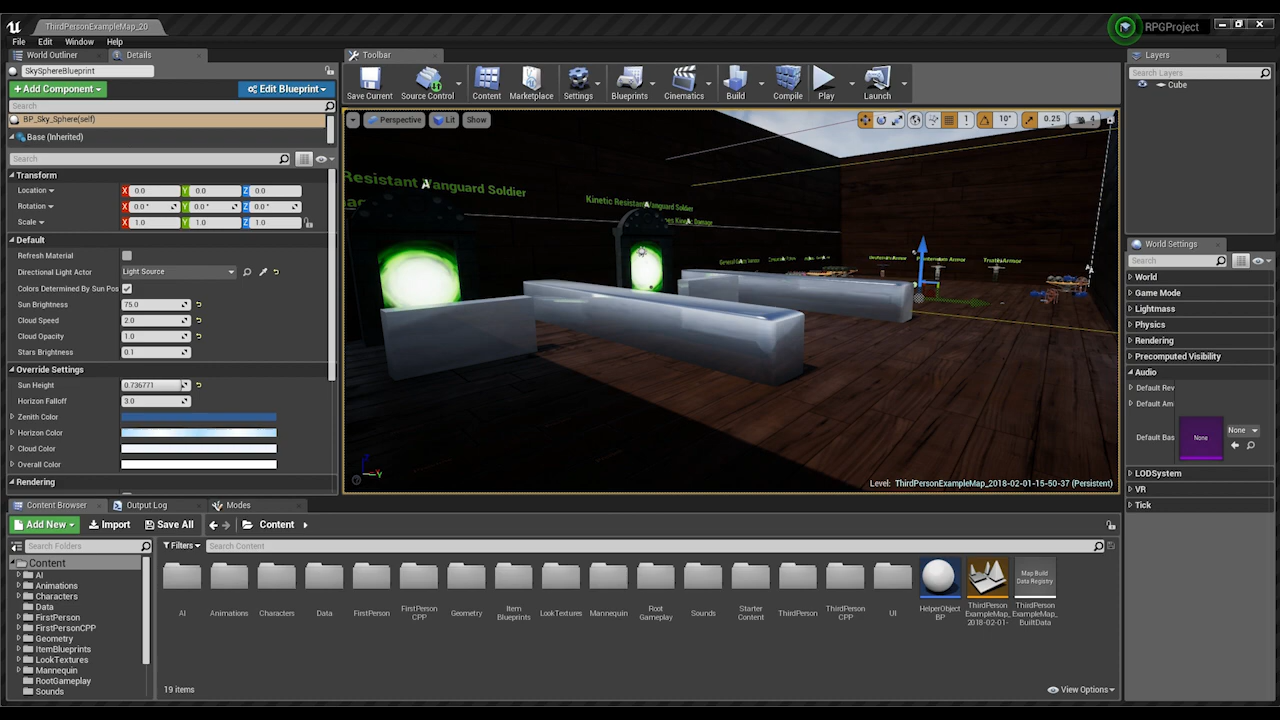 ThirdPersonExampleMap_20
RPGProject
File Edit Window Help
World Outliner Details
SkySphereBlueprint
+ Add Component Edit Blueprint
Search
BP_Sky_Sphere(self)
Base (Inherited)
Search
Transform
Location X 0.0 Y 0.0 Z 0.0
Rotation X 0.0 ° Y 0.0 ° Z 0.0 °
Scale X 1.0 Y 1.0 Z 1.0
Default
Refresh Material
Directional Light Actor Light Source
Colors Determined By Sun Pos
Sun Brightness 75.0
Cloud Speed 2.0
Cloud Opacity 1.0
Stars Brightness 0.1
Override Settings
Sun Height 0.736771
Horizon Falloff 3.0
Zenith Color
Horizon Color
Cloud Color
Overall Color
Rendering
Toolbar
Save Current Source Control Content Marketplace Settings Blueprints Cinematics Build Compile Play Launch
Perspective Lit Show
10° 0.25 4
Resistant Vanguard Soldier
Kinetic Resistant Vanguard Soldier
Damage
Armor
Armor
Level: ThirdPersonExampleMap_2018-02-01-15-50-37 (Persistent)
Layers
Search Layers
Cube
World Settings
Search
World
Game Mode
Lightmass
Physics
Rendering
Precomputed Visibility
Audio
Default Rev
Default Am
Default Bas None None
LODSystem
VR
Tick
Content Browser Output Log Modes
Add New Import Save All Content
Search Folders
Filters Search Content
Content
AI
Animations
Characters
Data
FirstPerson
FirstPersonCPP
Geometry
ItemBlueprints
LookTextures
Mannequin
RootGameplay
Sounds
Map Build
Data Registry
AI
Animations
Characters
Data
FirstPerson
FirstPerson
CPP
Geometry
Item
Blueprints
LookTextures
Mannequin
Root
Gameplay
Sounds
Starter
Content
ThirdPerson
ThirdPerson
CPP
UI
HelperObject
BP
ThirdPerson
ExampleMap_
2018-02-01-
ThirdPerson
ExampleMap_
BuiltData
19 items
View Options